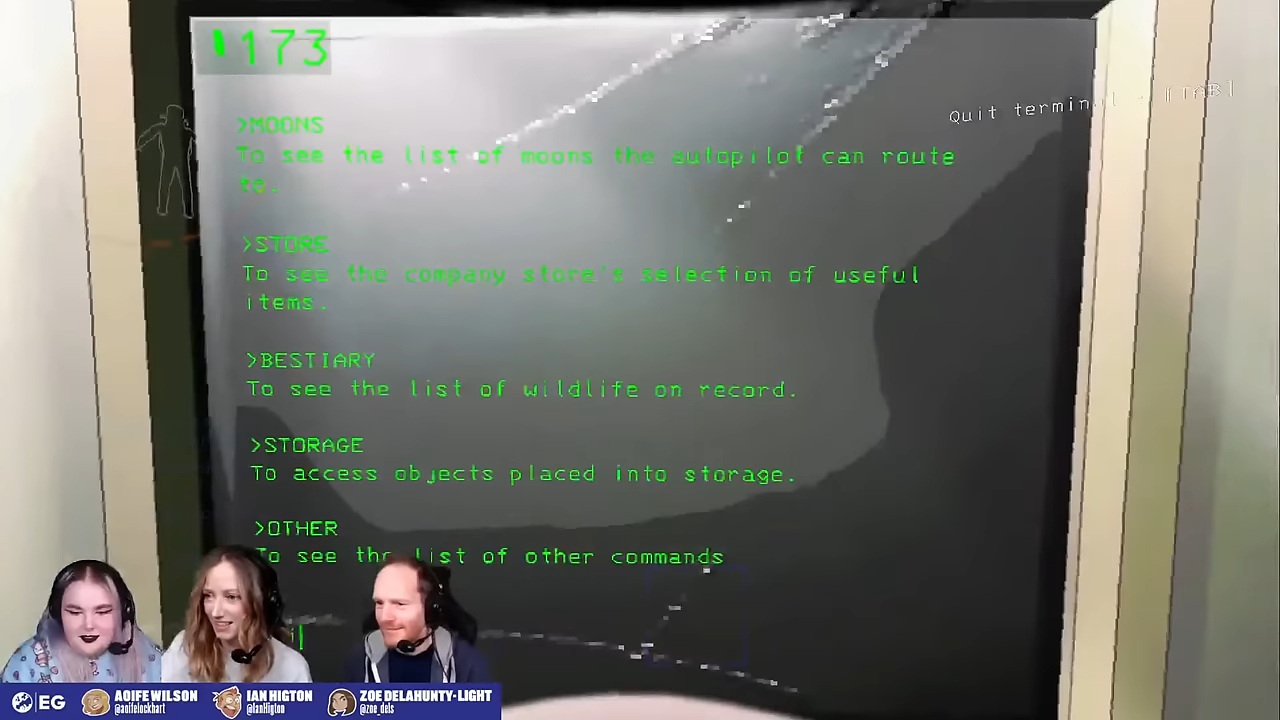 173
Quit terminal : [TAB]
>MOONS
To see the list of moons the autopilot can route
to.
>STORE
To see the company store's selection of useful
items.
>BESTIARY
To see the list of wildlife on record.
>STORAGE
To access objects placed into storage.
>OTHER
To see the list of other commands
EG
AOIFE WILSON
@aoifelockhart
IAN HIGTON
@IanHigton
ZOE DELAHUNTY-LIGHT
@zoe_dels